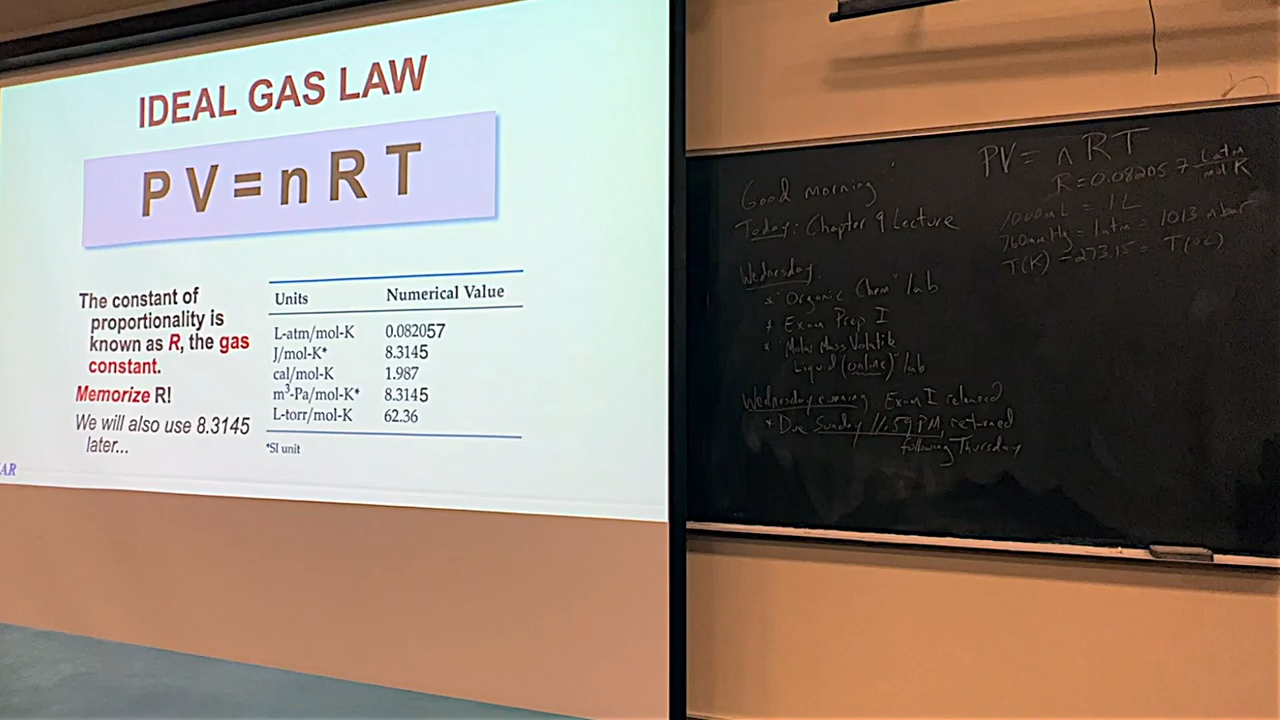 IDEAL GAS LAW
PV=nRT
The constant of
proportionality is
known as R, the gas
constant.
Memorize R!
We will also use 8.3145
later...
Units Numerical Value
L-atm/mol-K 0.082057
J/mol-K* 8.3145
cal/mol-K 1.987
m³-Pa/mol-K* 8.3145
L-torr/mol-K 62.36
*SI unit
AR
Good morning
Today: Chapter 9 Lecture
Wednesday
* "Organic Chem" lab
* Exam Prep I
* "Molar Mass Volatile
Liquid (online)" lab
Wednesday evening Exam I released
* Due Sunday 11:59 PM, returned
following Thursday
PV = nRT
R = 0.082057 L atm
mol K
1000 mL = 1 L
760 mm Hg = 1 atm = 1013 mbar
T(K) = 273.15 = T(°C)